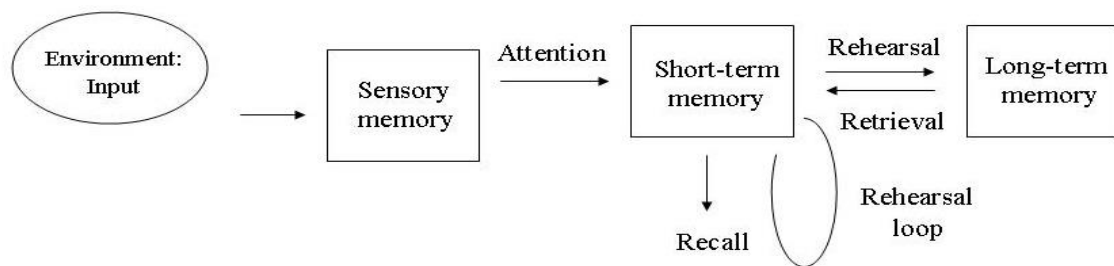 Environment:
Input
Sensory
memory
Attention
Short-term
memory
Rehearsal
Retrieval
Long-term
memory
Recall
Rehearsal
loop